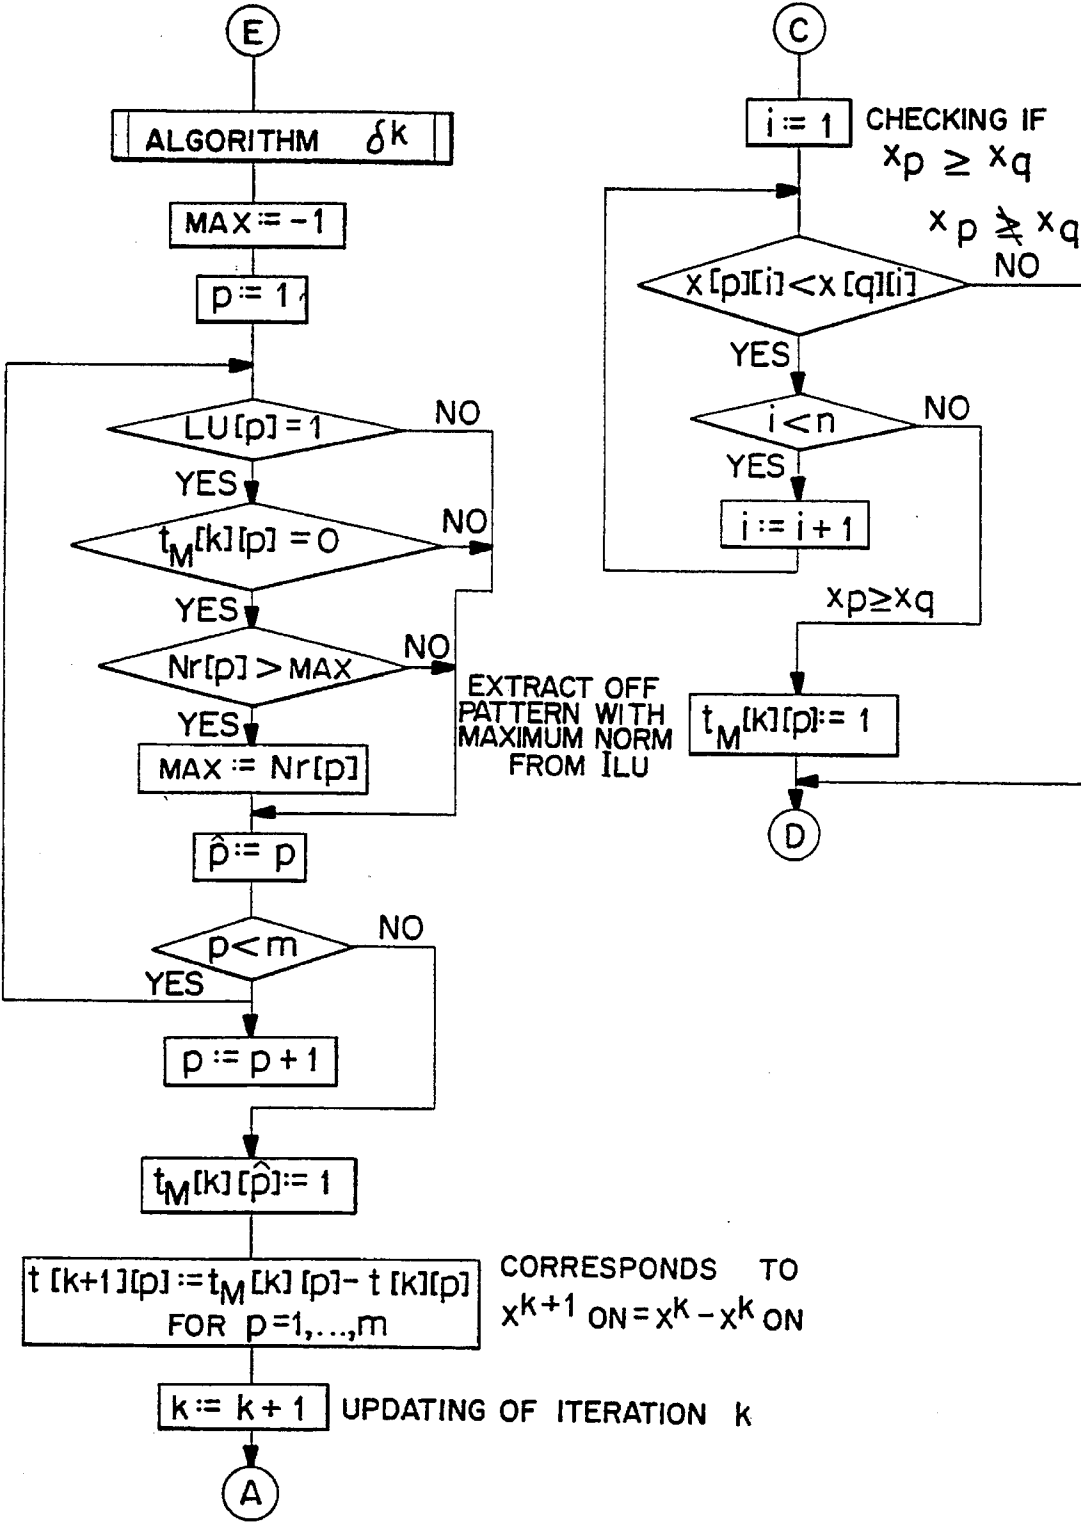 E
ALGORITHM δk
MAX := -1
p := 1
LU[p] = 1
NO
YES
tM[k][p] = 0
NO
YES
Nr[p] > MAX
NO
YES
MAX := Nr[p]
EXTRACT OFF
PATTERN WITH
MAXIMUM NORM
FROM ILU
p̂ := p
p < m
NO
YES
p := p + 1
tM[k][p̂] := 1
t[k+1][p] := tM[k][p] - t[k][p]
FOR p = 1,...,m
CORRESPONDS TO
x^k+1 ON = x^k - x^k ON
k := k + 1
UPDATING OF ITERATION k
A
C
i := 1
CHECKING IF
xp ≥ xq
xp ≱ xq
x[p][i] < x[q][i]
NO
YES
i < n
NO
YES
i := i + 1
xp ≥ xq
tM[k][p] := 1
D